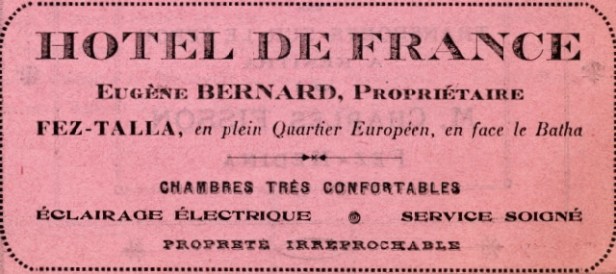 HOTEL DE FRANCE
EUGÈNE BERNARD, PROPRIÉTAIRE
FEZ-TALLA, en plein Quartier Européen, en face le Batha
CHAMBRES TRÉS CONFORTABLES
ÉCLAIRAGE ÉLECTRIQUE SERVICE SOIGNÉ
PROPRETÉ IRRÉPROCHABLE